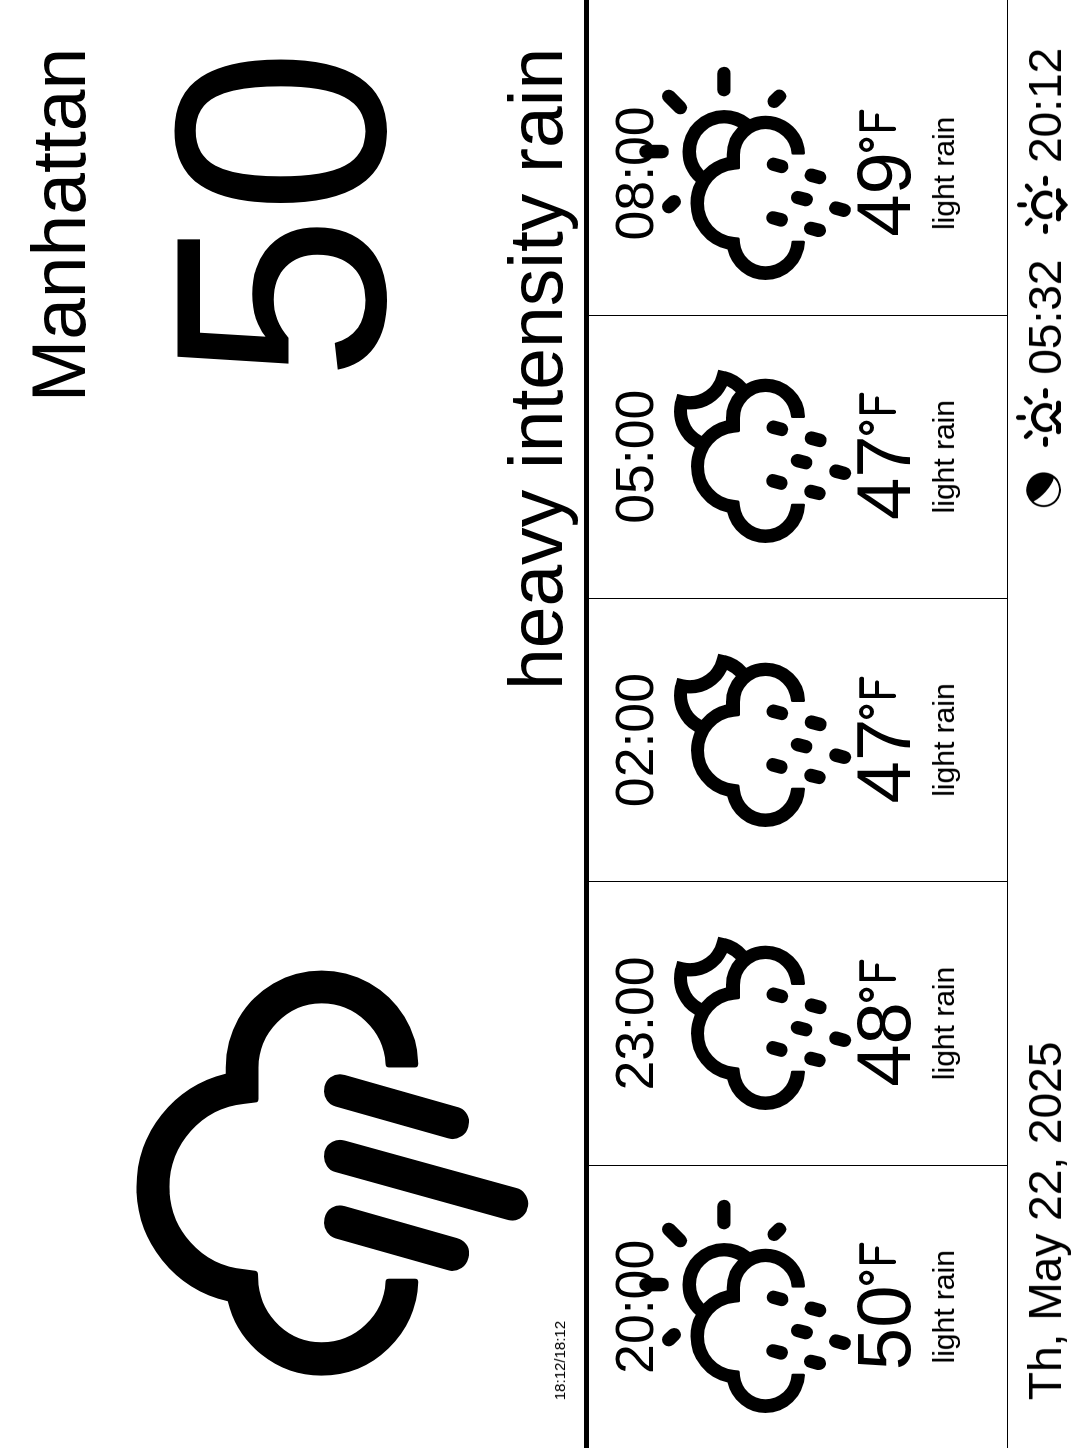 Manhattan
50
18:12/18:12
heavy intensity rain
20:00
50°F
light rain
23:00
48°F
light rain
02:00
47°F
light rain
05:00
47°F
light rain
08:00
49°F
light rain
Th, May 22, 2025
05:32
20:12